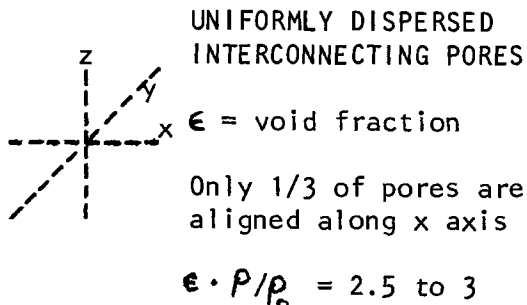 UNIFORMLY DISPERSED
INTERCONNECTING PORES
z
y
x
ϵ = void fraction
Only 1/3 of pores are
aligned along x axis
ϵ · ρ/ρ₀ = 2.5 to 3